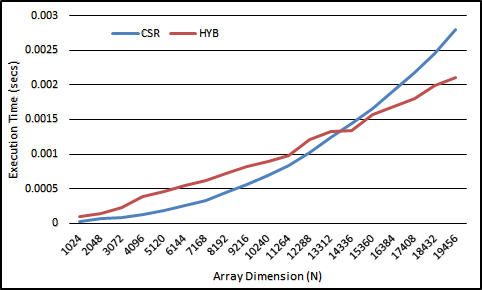 0.003
CSR HYB
0.0025
0.002
0.0015
0.001
0.0005
0
Execution Time (secs)
1024 2048 3072 4096 5120 6144 7168 8192 9216 10240 11264 12288 13312 14336 15360 16384 17408 18432 19456
Array Dimension (N)